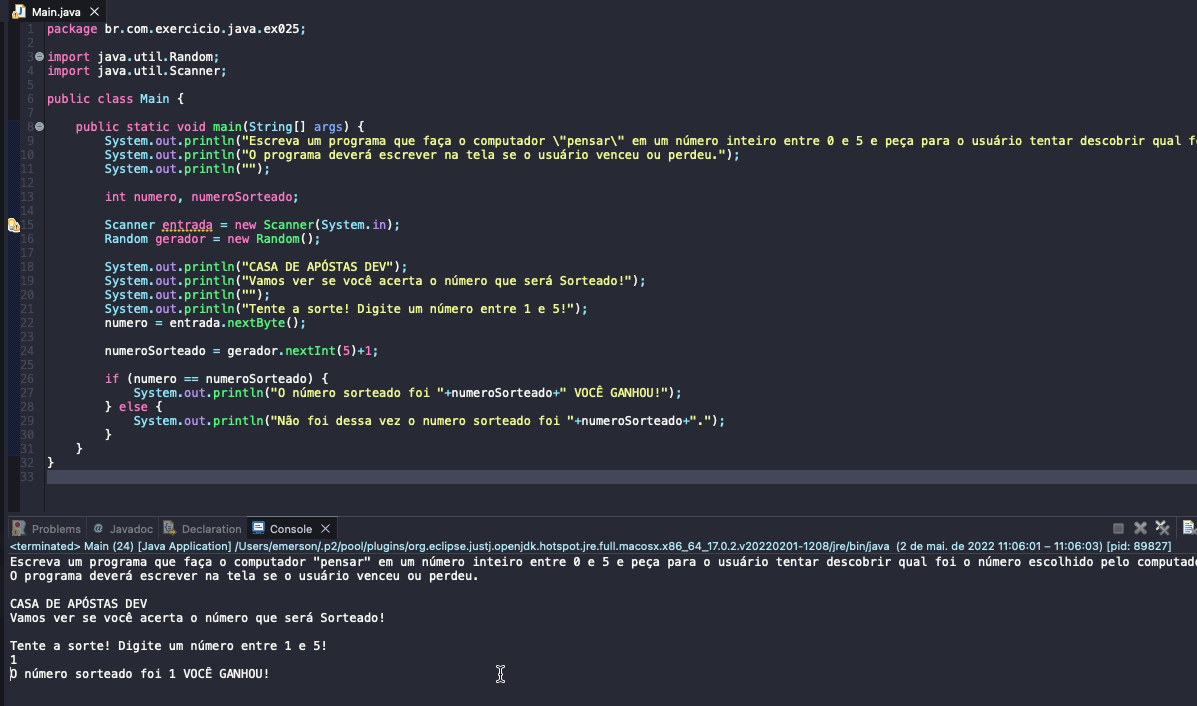 Main.java
1 package br.com.exercicio.java.ex025;
2
3 import java.util.Random;
4 import java.util.Scanner;
5
6 public class Main {
7
8 public static void main(String[] args) {
9 System.out.println("Escreva um programa que faça o computador \"pensar\" em um número inteiro entre 0 e 5 e peça para o usuário tentar descobrir qual f
10 System.out.println("O programa deverá escrever na tela se o usuário venceu ou perdeu.");
11 System.out.println("");
12
13 int numero, numeroSorteado;
14
15 Scanner entrada = new Scanner(System.in);
16 Random gerador = new Random();
17
18 System.out.println("CASA DE APÓSTAS DEV");
19 System.out.println("Vamos ver se você acerta o número que será Sorteado!");
20 System.out.println("");
21 System.out.println("Tente a sorte! Digite um número entre 1 e 5!");
22 numero = entrada.nextByte();
23
24 numeroSorteado = gerador.nextInt(5)+1;
25
26 if (numero == numeroSorteado) {
27 System.out.println("O número sorteado foi "+numeroSorteado+" VOCÊ GANHOU!");
28 } else {
29 System.out.println("Não foi dessa vez o numero sorteado foi "+numeroSorteado+".");
30 }
31 }
32 }
33
Problems Javadoc Declaration Console
<terminated> Main (24) [Java Application] /Users/emerson/.p2/pool/plugins/org.eclipse.justj.openjdk.hotspot.jre.full.macosx.x86_64_17.0.2.v20220201-1208/jre/bin/java (2 de mai. de 2022 11:06:01 – 11:06:03) [pid: 89827]
Escreva um programa que faça o computador "pensar" em um número inteiro entre 0 e 5 e peça para o usuário tentar descobrir qual foi o número escolhido pelo computad
O programa deverá escrever na tela se o usuário venceu ou perdeu.
CASA DE APÓSTAS DEV
Vamos ver se você acerta o número que será Sorteado!
Tente a sorte! Digite um número entre 1 e 5!
1
O número sorteado foi 1 VOCÊ GANHOU!